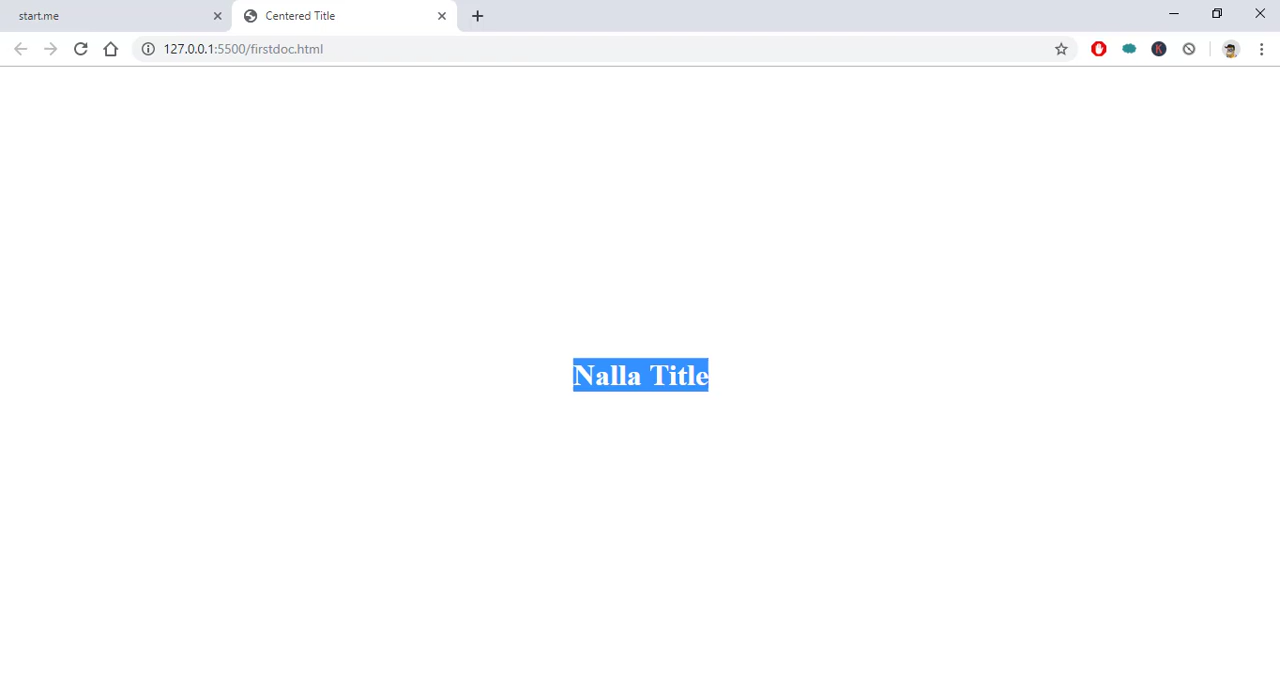 start.me
Centered Title
127.0.0.1:5500/firstdoc.html
K
Nalla Title